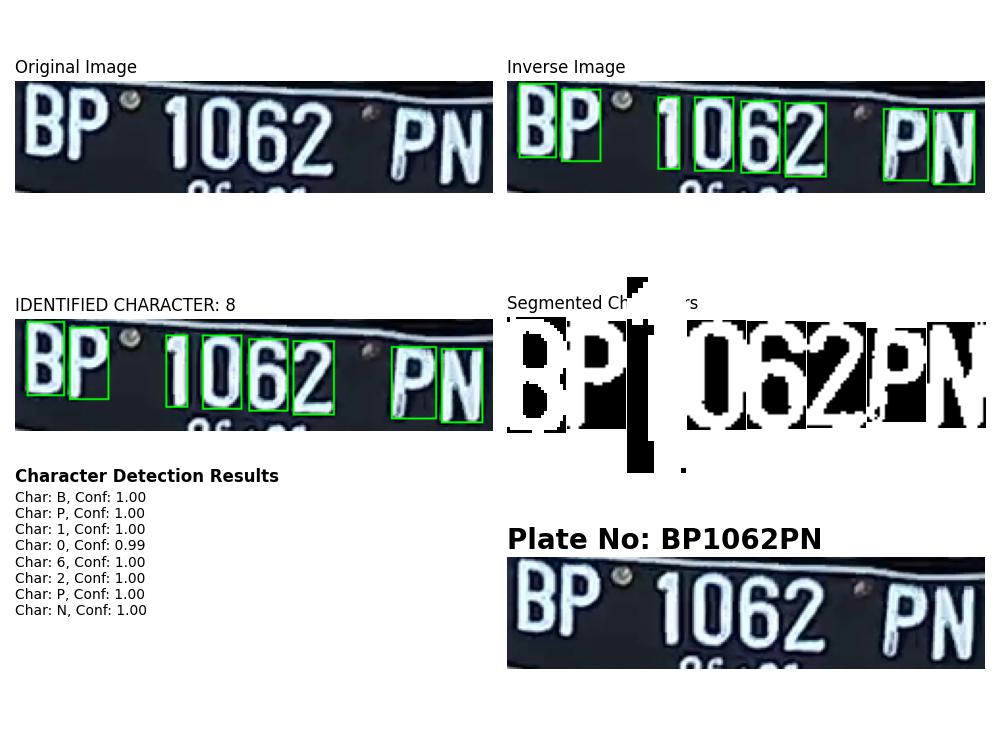 Original Image
BP 1062 PN
Inverse Image
BP 1062 PN
IDENTIFIED CHARACTER: 8
BP 1062 PN
Segmented Ch rs
BP1062PN
Character Detection Results
Char: B, Conf: 1.00
Char: P, Conf: 1.00
Char: 1, Conf: 1.00
Char: 0, Conf: 0.99
Char: 6, Conf: 1.00
Char: 2, Conf: 1.00
Char: P, Conf: 1.00
Char: N, Conf: 1.00
Plate No: BP1062PN
BP 1062 PN